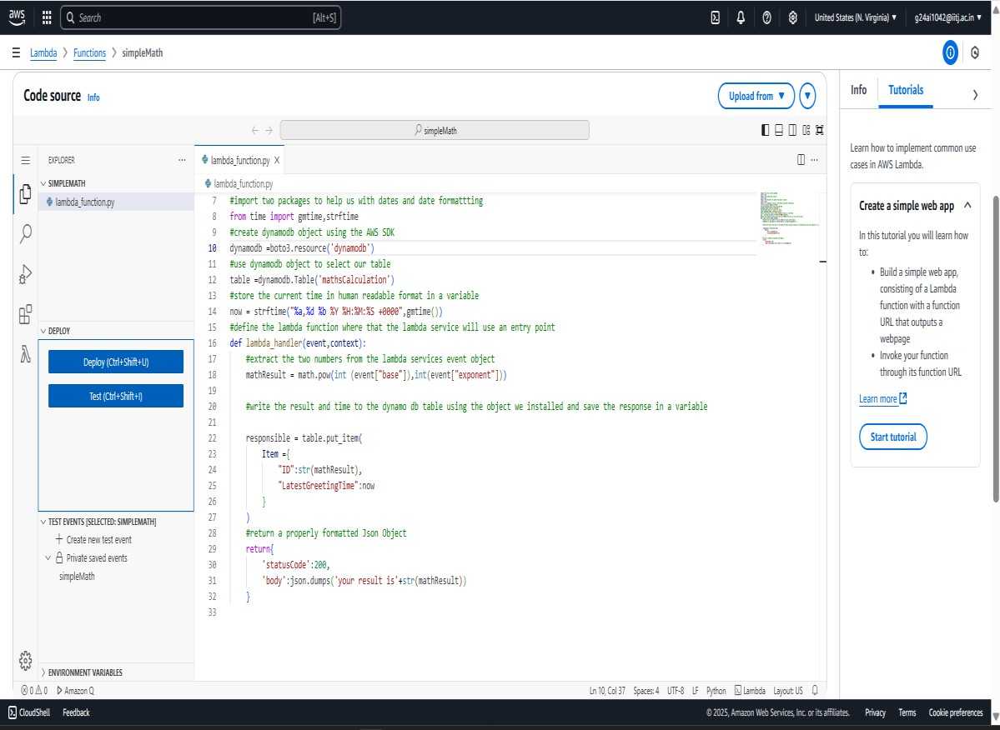 aws
Search
[Alt+S]
United States (N. Virginia) ▼
g24ai1042@iitj.ac.in ▼
Lambda > Functions > simpleMath
Code source Info
Upload from ▼
simpleMath
EXPLORER ...
SIMPLEMATH
lambda_function.py
DEPLOY
Deploy (Ctrl+Shift+U)
Test (Ctrl+Shift+I)
TEST EVENTS [SELECTED: SIMPLEMATH]
Create new test event
Private saved events
simpleMath
ENVIRONMENT VARIABLES
lambda_function.py X
lambda_function.py
7 #import two packages to help us with dates and date formattting
8 from time import gmtime,strftime
9 #create dynamodb object using the AWS SDK
10 dynamodb =boto3.resource('dynamodb')
11 #use dynamodb object to select our table
12 table =dynamodb.Table('mathsCalculation')
13 #store the current time in human readable format in a variable
14 now = strftime("%a,%d %b %Y %H:%M:%S +0000",gmtime())
15 #define the lambda function where that the lambda service will use an entry point
16 def lambda_handler(event,context):
17 #extract the two numbers from the lambda services event object
18 mathResult = math.pow(int (event["base"]),int(event["exponent"]))
19
20 #write the result and time to the dynamo db table using the object we installed and save the response in a variable
21
22 responsible = table.put_item(
23 Item ={
24 "ID":str(mathResult),
25 "LatestGreetingTime":now
26 }
27 )
28 #return a properly formatted Json Object
29 return{
30 'statusCode':200,
31 'body':json.dumps('your result is'+str(mathResult))
32 }
33
0 0 Amazon Q
Ln 10, Col 37 Spaces: 4 UTF-8 LF Python Lambda Layout: US
Info
Tutorials
Learn how to implement common use
cases in AWS Lambda.
Create a simple web app
In this tutorial you will learn how
to:
• Build a simple web app,
consisting of a Lambda
function with a function
URL that outputs a
webpage
• Invoke your function
through its function URL
Learn more
Start tutorial
CloudShell Feedback
© 2025, Amazon Web Services, Inc. or its affiliates. Privacy Terms Cookie preferences